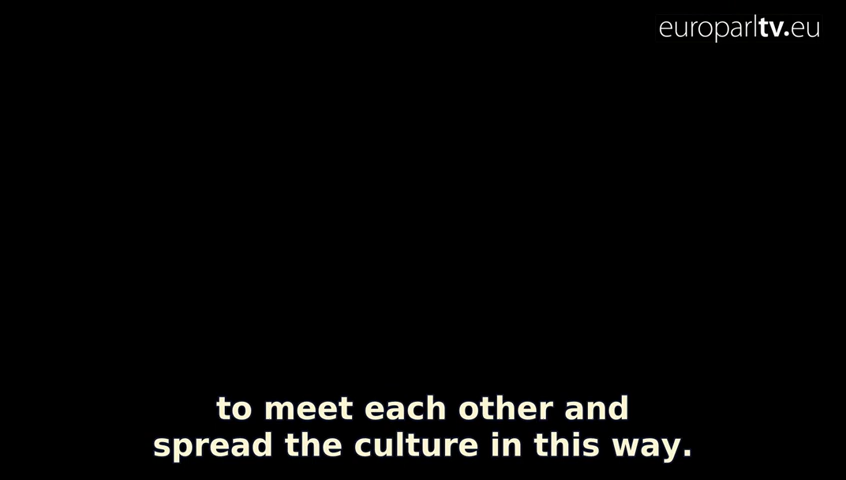 europarltv.eu
to meet each other and
spread the culture in this way.